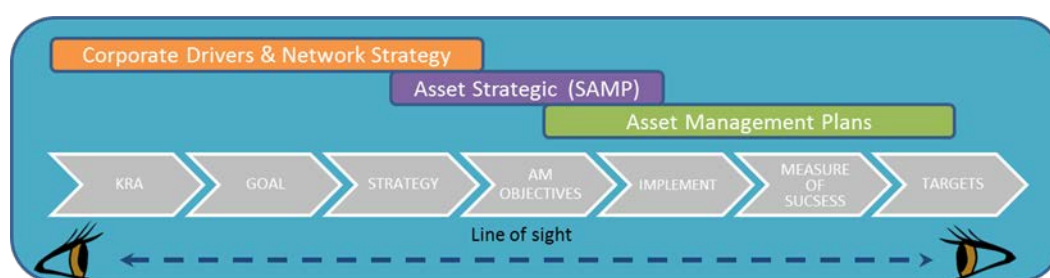 Corporate Drivers & Network Strategy
Asset Strategic (SAMP)
Asset Management Plans
KRA
GOAL
STRATEGY
AM
OBJECTIVES
IMPLEMENT
MEASURE
OF
SUCSESS
TARGETS
Line of sight